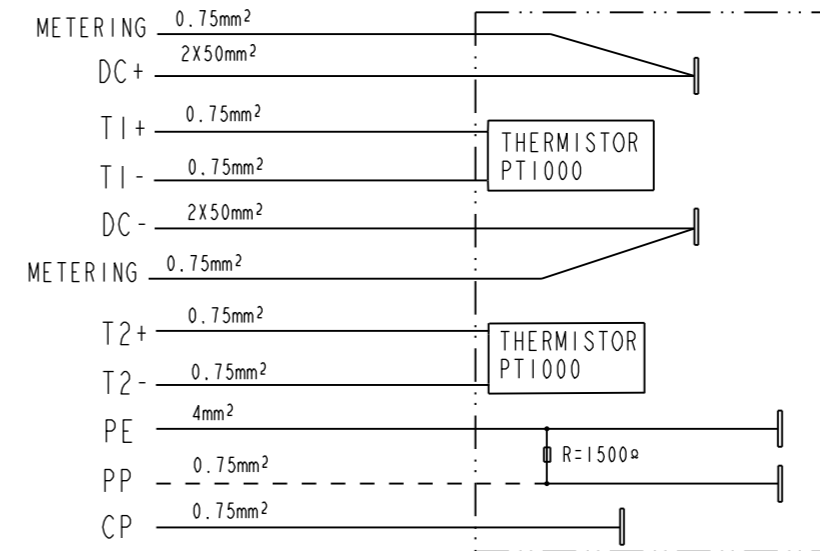 METERING 0.75mm²
DC+ 2X50mm²
T1+ 0.75mm²
THERMISTOR
PT1000
T1- 0.75mm²
DC- 2X50mm²
METERING 0.75mm²
T2+ 0.75mm²
THERMISTOR
PT1000
T2- 0.75mm²
PE 4mm²
R=1500Ω
PP 0.75mm²
CP 0.75mm²